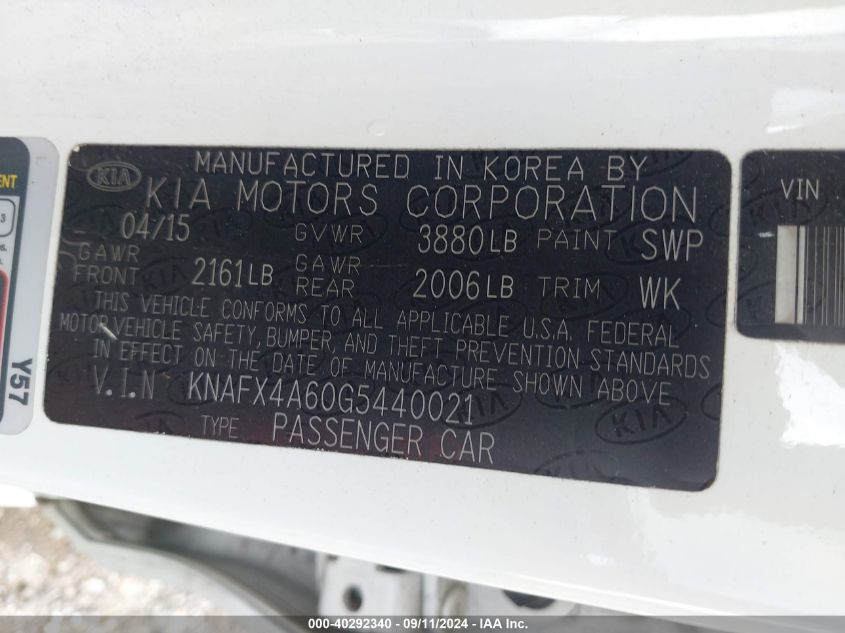 MANUFACTURED IN KOREA BY
KIA
KIA MOTORS CORPORATION
04/15 GVWR 3880LB PAINT SWP
GAWR FRONT 2161LB GAWR REAR 2006LB TRIM WK
THIS VEHICLE CONFORMS TO ALL APPLICABLE U.S.A. FEDERAL
MOTOR VEHICLE SAFETY, BUMPER, AND THEFT PREVENTION STANDARDS
IN EFFECT ON THE DATE OF MANUFACTURE SHOWN ABOVE
V.I.N KNAFX4A60G5440021
TYPE PASSENGER CAR
VIN
Y57
3
000-40292340 - 09/11/2024 - IAA Inc.